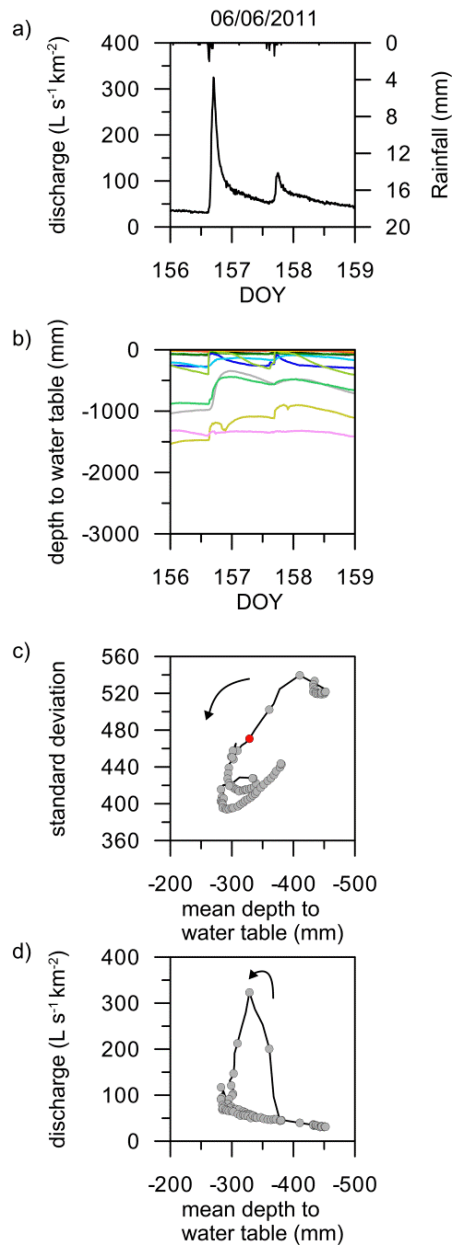 06/06/2011
a)
400
300
200
100
0
discharge (L s⁻¹ km⁻²)
0
4
8
12
16
20
Rainfall (mm)
156 157 158 159
DOY
b)
0
-1000
-2000
-3000
depth to water table (mm)
156 157 158 159
DOY
c)
560
520
480
440
400
360
standard deviation
-200 -300 -400 -500
mean depth to
water table (mm)
d)
400
300
200
100
0
discharge (L s⁻¹ km⁻²)
-200 -300 -400 -500
mean depth to
water table (mm)